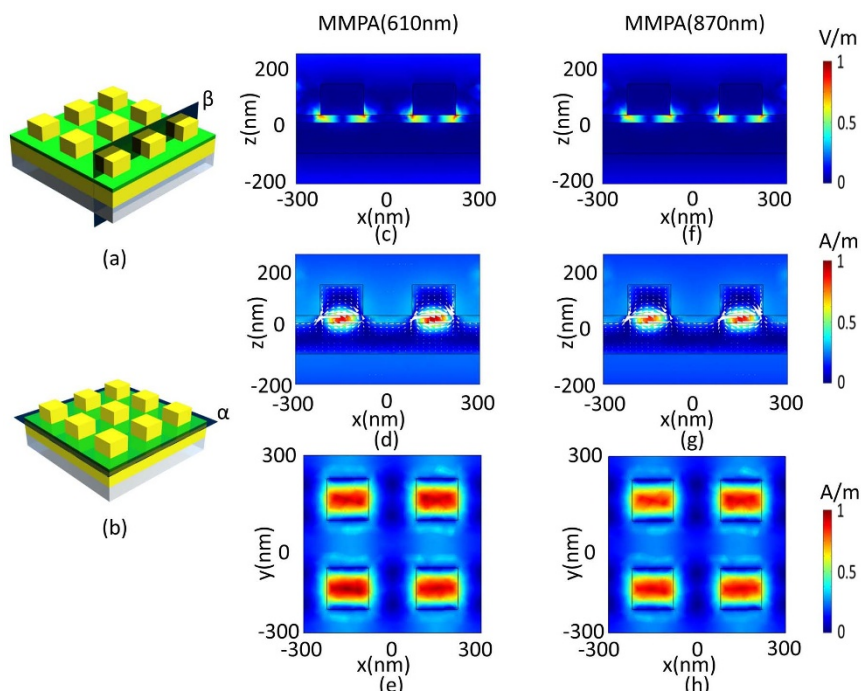 MMPA(610nm)
MMPA(870nm)
β
(a)
α
(b)
z(nm)
200
0
-200
-300
0
300
x(nm)
(c)
z(nm)
200
0
-200
-300
0
300
x(nm)
(f)
V/m
1
0.5
0
z(nm)
200
0
-200
-300
0
300
x(nm)
(d)
z(nm)
200
0
-200
-300
0
300
x(nm)
(g)
A/m
1
0.5
0
y(nm)
300
0
-300
-300
0
300
x(nm)
(e)
y(nm)
300
0
-300
-300
0
300
x(nm)
(h)
A/m
1
0.5
0